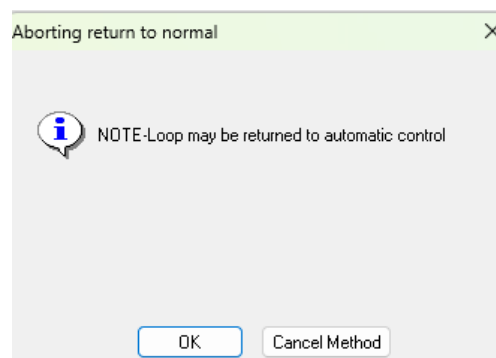 Aborting return to normal
NOTE-Loop may be returned to automatic control
OK
Cancel Method